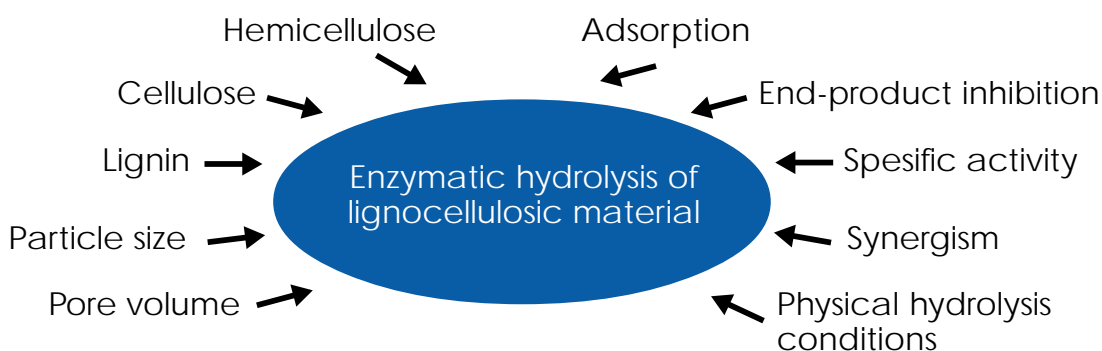 Hemicellulose
Adsorption
Cellulose
End-product inhibition
Lignin
Enzymatic hydrolysis of
lignocellulosic material
Spesific activity
Particle size
Synergism
Pore volume
Physical hydrolysis
conditions